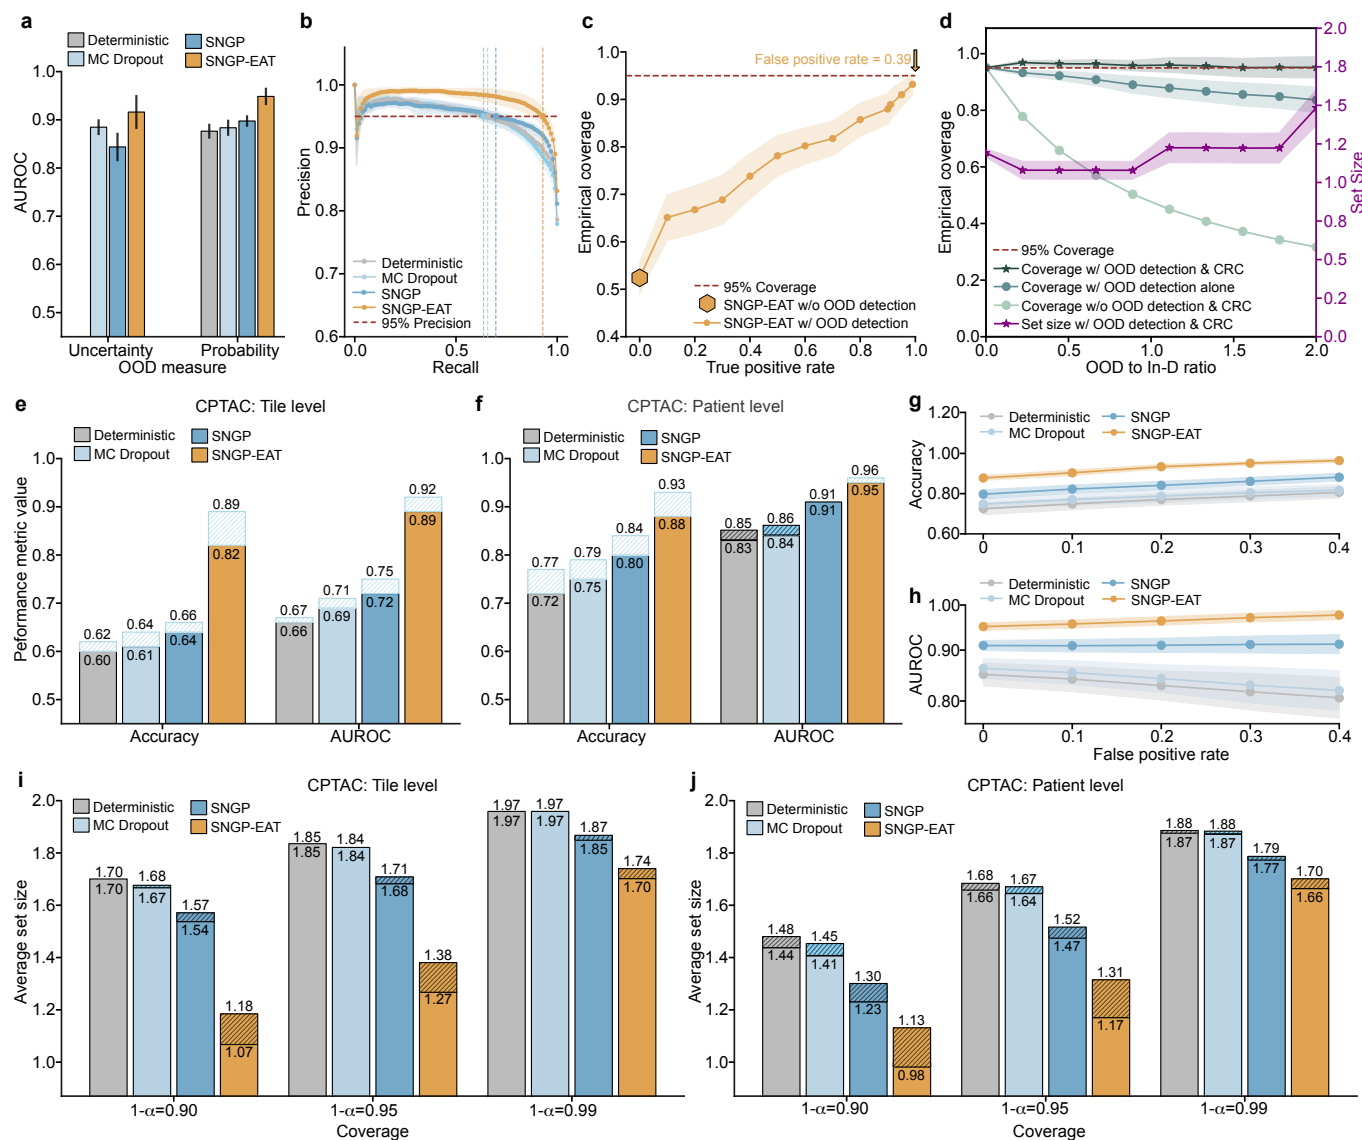 a
Deterministic
MC Dropout
SNGP
SNGP-EAT
1.0
0.9
0.8
0.7
0.6
0.5
AUROC
Uncertainty
Probability
OOD measure
b
Precision
1.0
0.9
0.8
1.0
0.9
0.6
Deterministic
MC Dropout
SNGP
SNGP-EAT
95% Precision
0.0
0.5
1.0
Recall
c
1.0
0.9
0.8
0.7
0.6
0.5
0.4
Empirical coverage
False positive rate = 0.39
95% Coverage
SNGP-EAT w/o OOD detection
SNGP-EAT w/ OOD detection
0.0
0.2
0.4
0.6
0.8
1.0
True positive rate
d
1.0
0.8
0.6
0.4
0.2
0.0
Empirical coverage
95% Coverage
Coverage w/ OOD detection & CRC
Coverage w/ OOD detection alone
Coverage w/o OOD detection & CRC
Set size w/ OOD detection & CRC
2.0
1.8
1.5
1.2
1.0
0.8
0.5
0.2
0.0
Set Size
0.0
0.5
1.0
1.5
2.0
OOD to In-D ratio
e
CPTAC: Tile level
Deterministic
MC Dropout
SNGP
SNGP-EAT
1.0
0.9
0.8
0.7
0.6
0.5
Peformance metric value
0.62
0.60
0.64
0.61
0.66
0.64
0.89
0.82
0.67
0.66
0.71
0.69
0.75
0.72
0.92
0.89
Accuracy
AUROC
f
CPTAC: Patient level
Deterministic
MC Dropout
SNGP
SNGP-EAT
1.0
0.9
0.8
0.7
0.6
0.5
0.77
0.72
0.79
0.75
0.84
0.80
0.93
0.88
0.85
0.83
0.86
0.84
0.91
0.91
0.96
0.95
Accuracy
AUROC
g
1.20
1.00
0.80
0.60
Accuracy
Deterministic
MC Dropout
SNGP
SNGP-EAT
0
0.1
0.2
0.3
0.4
h
1.00
0.90
0.80
AUROC
Deterministic
MC Dropout
SNGP
SNGP-EAT
0
0.1
0.2
0.3
0.4
False positive rate
i
CPTAC: Tile level
Deterministic
MC Dropout
SNGP
SNGP-EAT
2.0
1.8
1.6
1.4
1.2
1.0
Average set size
1.70
1.70
1.68
1.67
1.57
1.54
1.18
1.07
1.85
1.85
1.84
1.84
1.71
1.68
1.38
1.27
1.97
1.97
1.97
1.97
1.87
1.85
1.74
1.70
1-α=0.90
1-α=0.95
1-α=0.99
Coverage
j
CPTAC: Patient level
Deterministic
MC Dropout
SNGP
SNGP-EAT
2.0
1.8
1.6
1.4
1.2
1.0
Average set size
1.48
1.44
1.45
1.41
1.30
1.23
1.13
0.98
1.68
1.66
1.67
1.64
1.52
1.47
1.31
1.17
1.88
1.87
1.88
1.87
1.79
1.77
1.70
1.66
1-α=0.90
1-α=0.95
1-α=0.99
Coverage